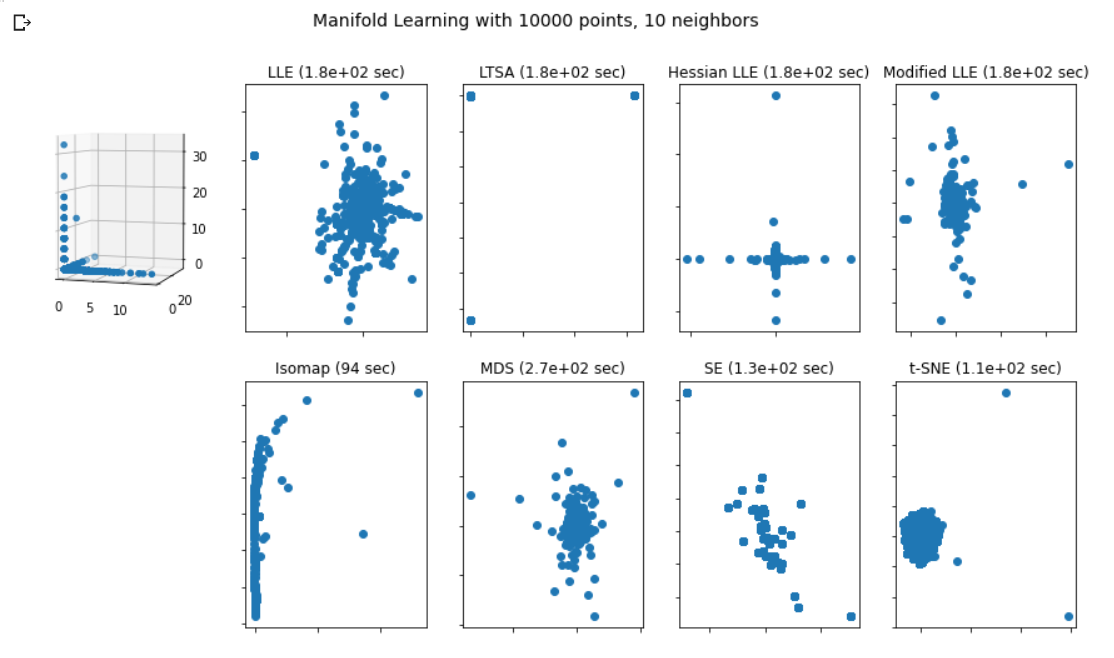 Manifold Learning with 10000 points, 10 neighbors
LLE (1.8e+02 sec)
LTSA (1.8e+02 sec)
Hessian LLE (1.8e+02 sec)
Modified LLE (1.8e+02 sec)
30
20
10
0
0
5
10
0
20
Isomap (94 sec)
MDS (2.7e+02 sec)
SE (1.3e+02 sec)
t-SNE (1.1e+02 sec)